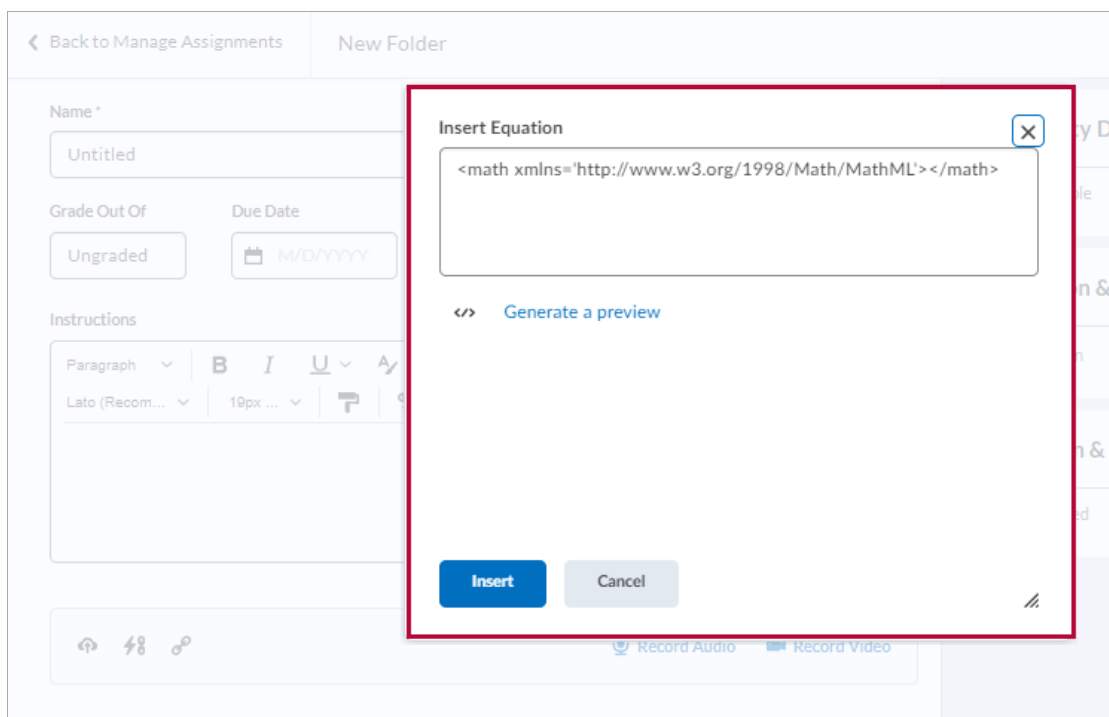 Back to Manage Assignments
New Folder
Name *
Untitled
Grade Out Of
Due Date
Ungraded
M/D/YYYY
Instructions
Paragraph
B I U A
Lato (Recom...
19px ...
Insert Equation
<math xmlns='http://www.w3.org/1998/Math/MathML'></math>
</>
Generate a preview
Insert
Cancel
Record Audio
Record Video